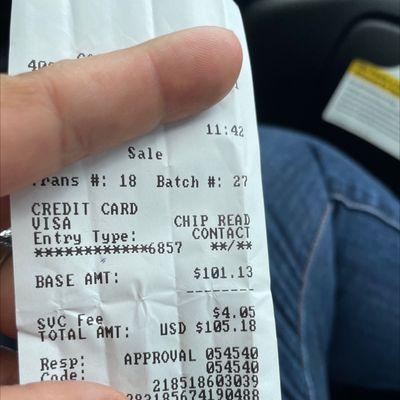 11:42
Sale
Trans #: 18 Batch #: 27
CREDIT CARD
VISA CHIP READ
Entry Type: CONTACT
************6857 **/**
BASE AMT: $101.13
--------
SVC Fee $4.05
TOTAL AMT: USD $105.18
Resp: APPROVAL 054540
Code: 054540
218518603039